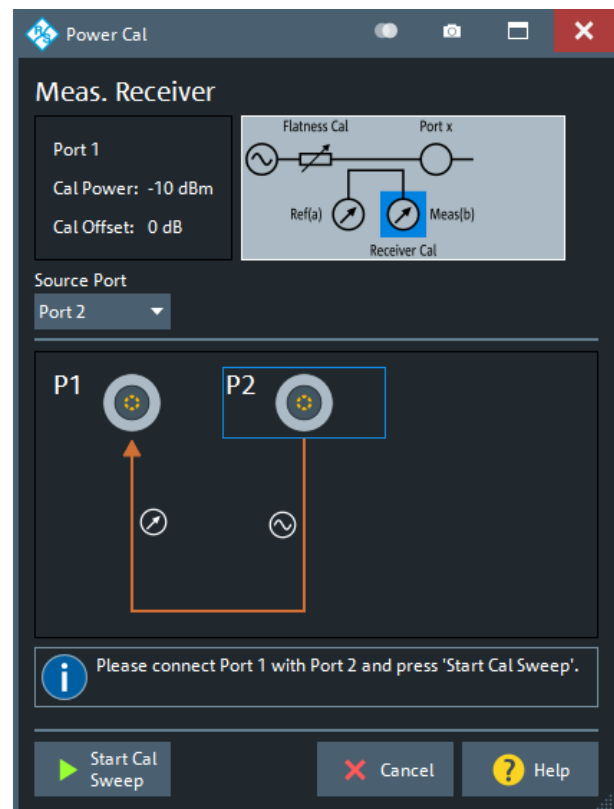 Power Cal
Meas. Receiver
Port 1
Cal Power: -10 dBm
Cal Offset: 0 dB
Flatness Cal
Port x
Ref(a)
Meas(b)
Receiver Cal
Source Port
Port 2
P1
P2
Please connect Port 1 with Port 2 and press 'Start Cal Sweep'.
Start Cal
Sweep
Cancel
Help